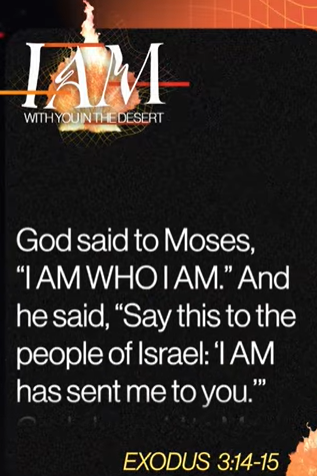 I AM
WITH YOU IN THE DESERT
God said to Moses,
“I AM WHO I AM.” And
he said, “Say this to the
people of Israel: ‘I AM
has sent me to you.’”
EXODUS 3:14-15